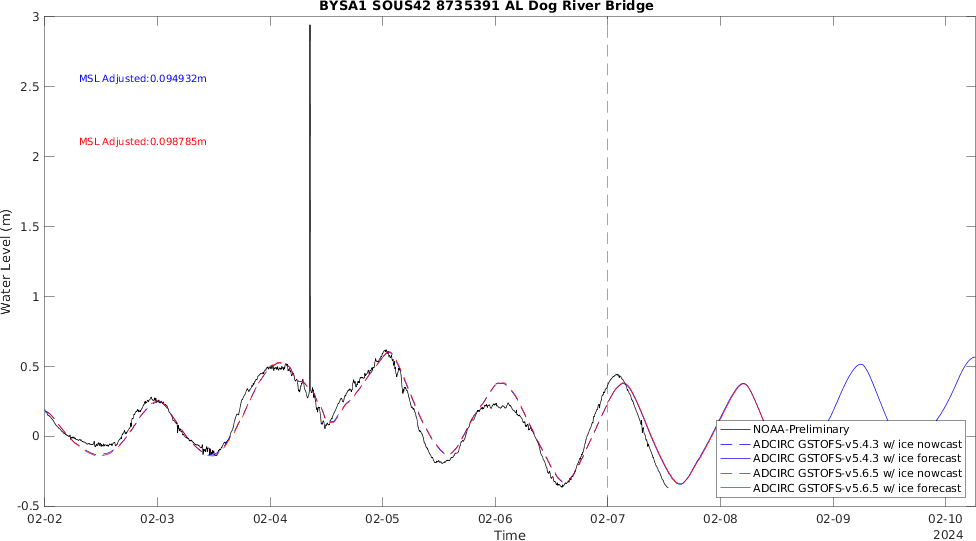 BYSA1 SOUS42 8735391 AL Dog River Bridge
3
2.5
2
1.5
1
0.5
0
-0.5
Water Level (m)
MSL Adjusted:0.094932m
MSL Adjusted:0.098785m
NOAA-Preliminary
ADCIRC GSTOFS-v5.4.3 w/ ice nowcast
ADCIRC GSTOFS-v5.4.3 w/ ice forecast
ADCIRC GSTOFS-v5.6.5 w/ ice nowcast
ADCIRC GSTOFS-v5.6.5 w/ ice forecast
02-02 02-03 02-04 02-05 02-06 02-07 02-08 02-09 02-10
Time
2024